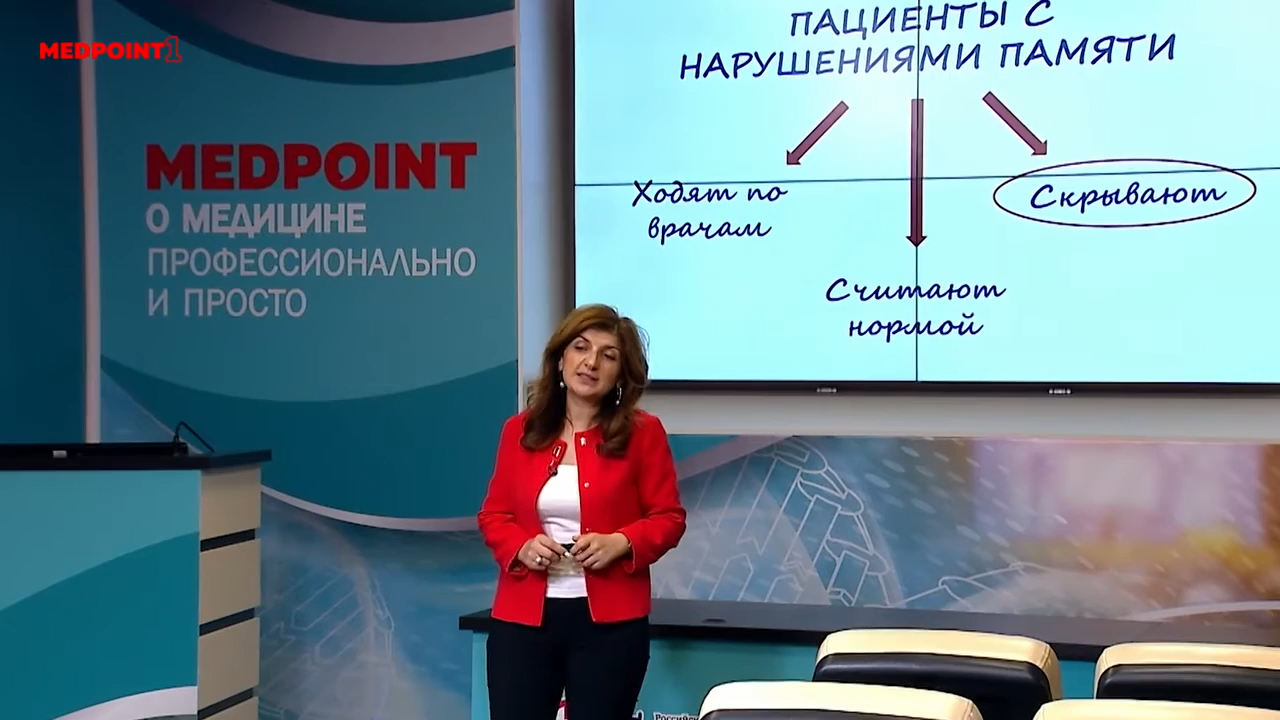 MEDPOINT1
MEDPOINT
О МЕДИЦИНЕ
ПРОФЕССИОНАЛЬНО
И ПРОСТО
ПАЦИЕНТЫ С
НАРУШЕНИЯМИ ПАМЯТИ
Ходят по
врачам
Скрывают
Считают
нормой